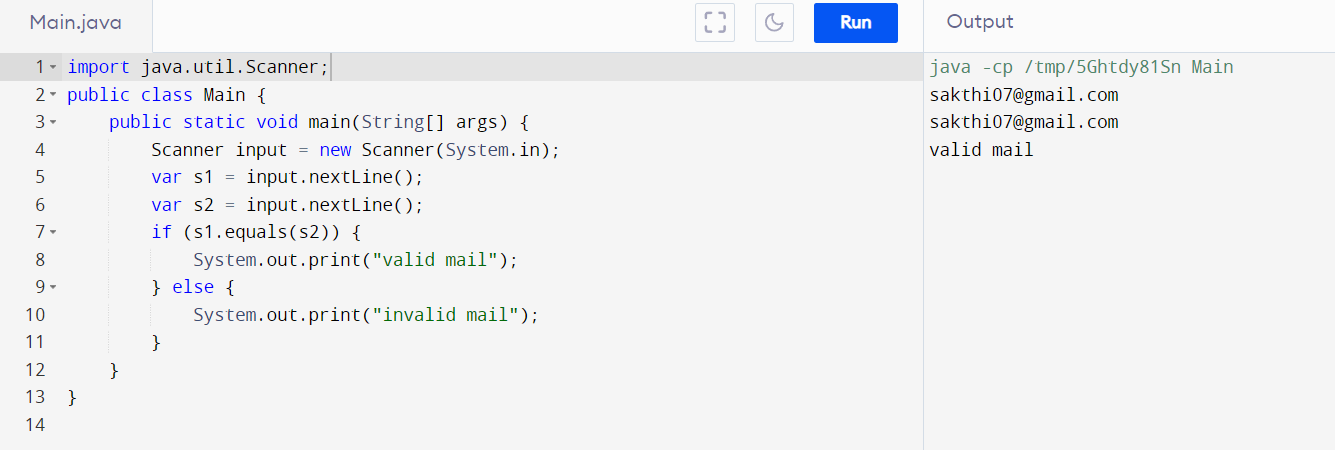 Main.java
Run
Output
1 import java.util.Scanner;
2 public class Main {
3     public static void main(String[] args) {
4         Scanner input = new Scanner(System.in);
5         var s1 = input.nextLine();
6         var s2 = input.nextLine();
7         if (s1.equals(s2)) {
8             System.out.print("valid mail");
9         } else {
10             System.out.print("invalid mail");
11         }
12     }
13 }
14
java -cp /tmp/5Ghtdy81Sn Main
sakthi07@gmail.com
sakthi07@gmail.com
valid mail